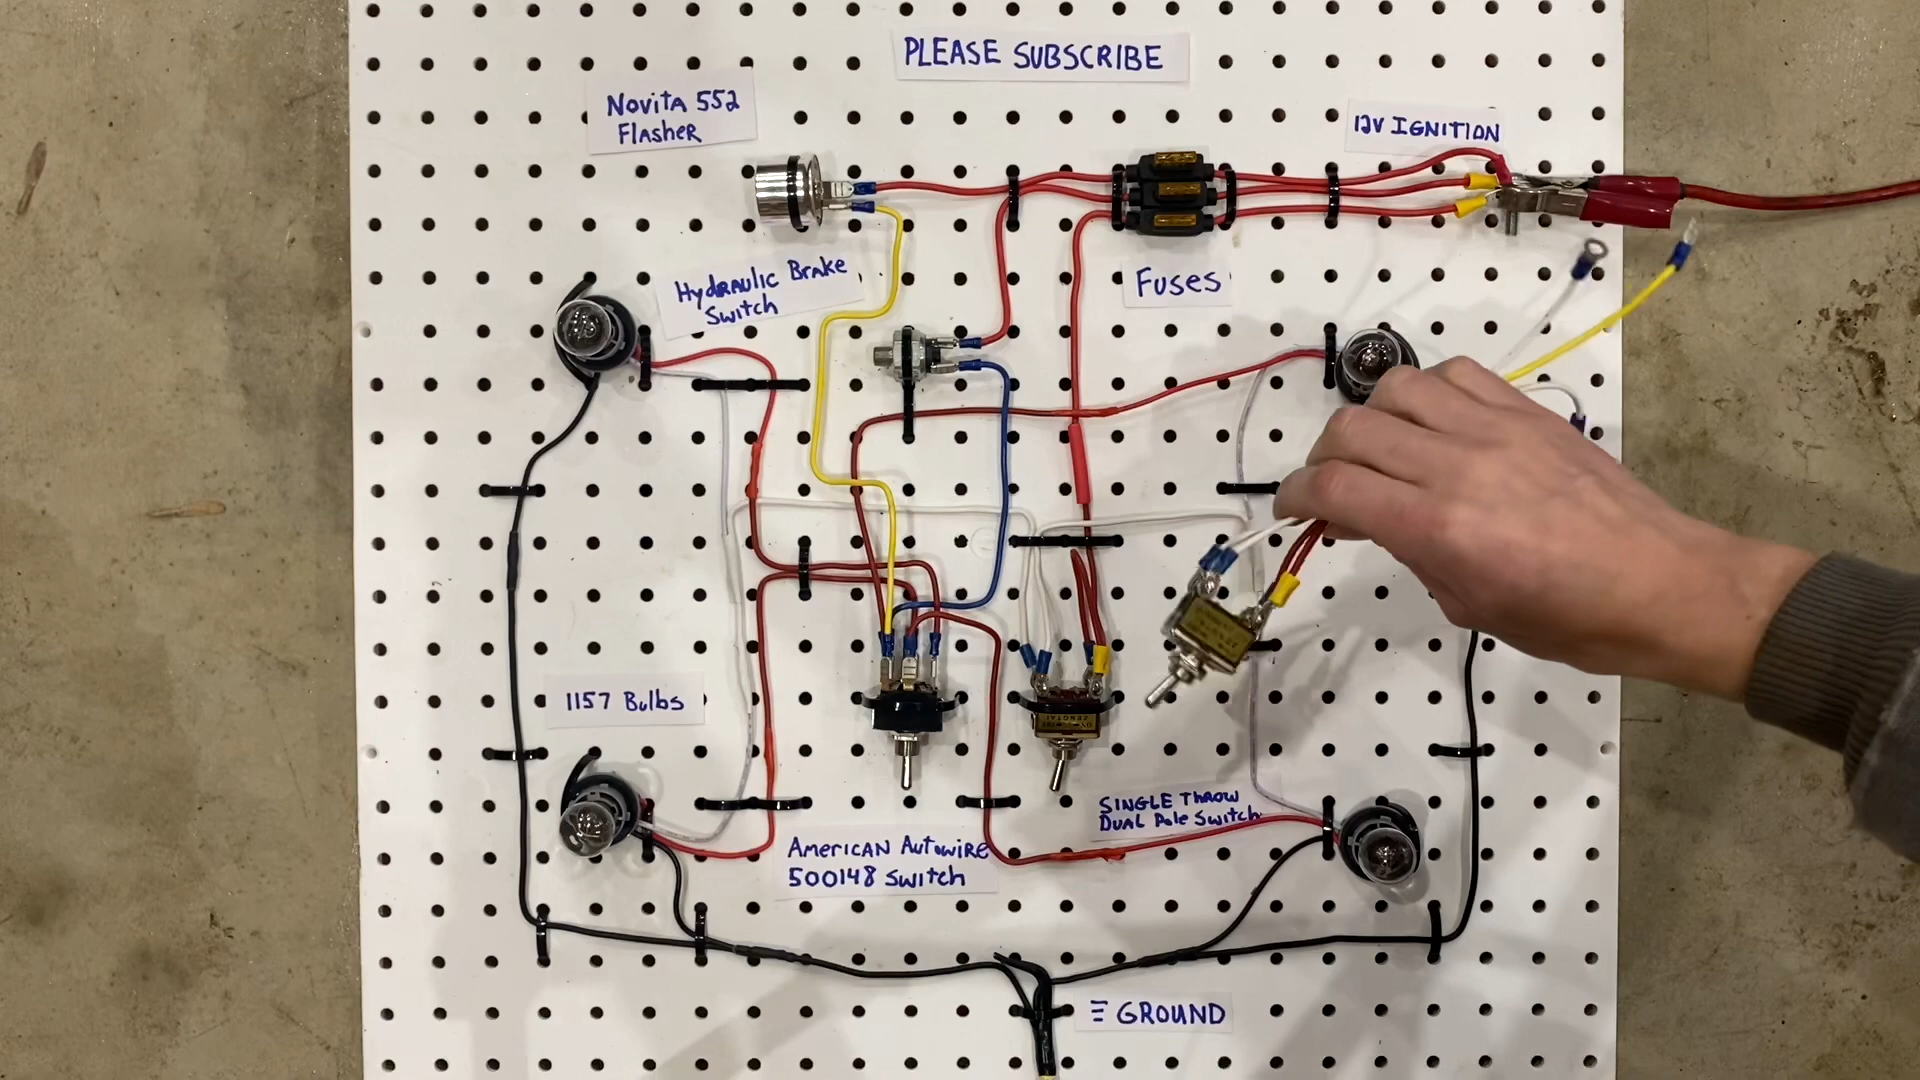 PLEASE SUBSCRIBE
Novita 552
Flasher
12V IGNITION
Hydraulic Brake
Switch
Fuses
1157 Bulbs
SINGLE THROW
DUAL Pole Switch
AMERICAN AUTOWIRE
500148 Switch
GROUND